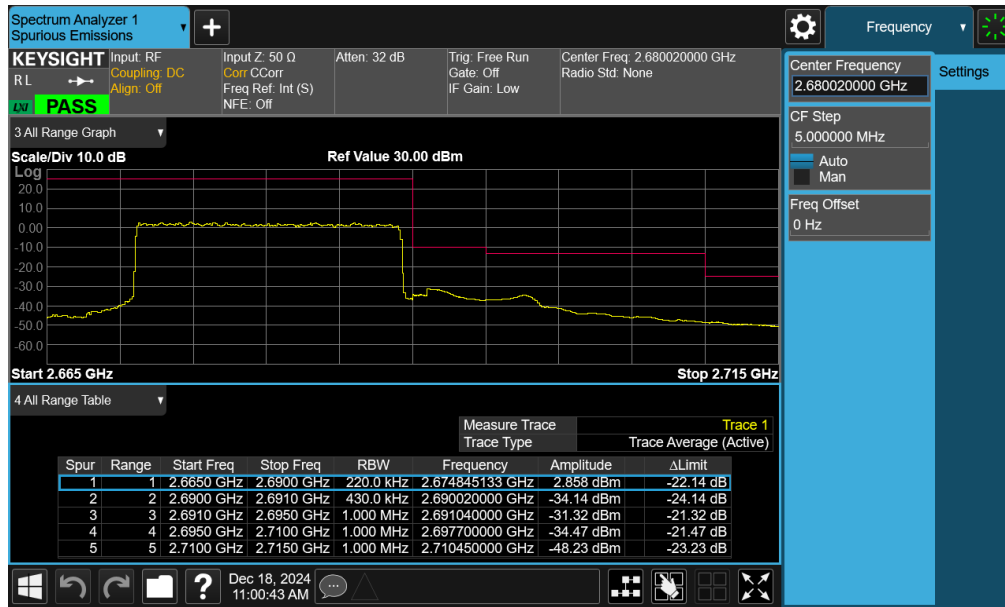 Spectrum Analyzer 1
Spurious Emissions
Frequency
KEYSIGHT
R L
LXI PASS
Input: RF
Coupling: DC
Align: Off
Input Z: 50 Ω
Corr CCorr
Freq Ref: Int (S)
NFE: Off
Atten: 32 dB
Trig: Free Run
Gate: Off
IF Gain: Low
Center Freq: 2.680020000 GHz
Radio Std: None
Center Frequency
2.680020000 GHz
Settings
CF Step
5.000000 MHz
Auto
Man
Freq Offset
0 Hz
3 All Range Graph
Scale/Div 10.0 dB
Ref Value 30.00 dBm
Log
20.0
10.0
0.00
-10.0
-20.0
-30.0
-40.0
-50.0
-60.0
Start 2.665 GHz
Stop 2.715 GHz
4 All Range Table
Measure Trace Trace 1
Trace Type Trace Average (Active)
Spur Range Start Freq Stop Freq RBW Frequency Amplitude ΔLimit
1 1 2.6650 GHz 2.6900 GHz 220.0 kHz 2.674845133 GHz 2.858 dBm -22.14 dB
2 2 2.6900 GHz 2.6910 GHz 430.0 kHz 2.690020000 GHz -34.14 dBm -24.14 dB
3 3 2.6910 GHz 2.6950 GHz 1.000 MHz 2.691040000 GHz -31.32 dBm -21.32 dB
4 4 2.6950 GHz 2.7100 GHz 1.000 MHz 2.697700000 GHz -34.47 dBm -21.47 dB
5 5 2.7100 GHz 2.7150 GHz 1.000 MHz 2.710450000 GHz -48.23 dBm -23.23 dB
?
Dec 18, 2024
11:00:43 AM